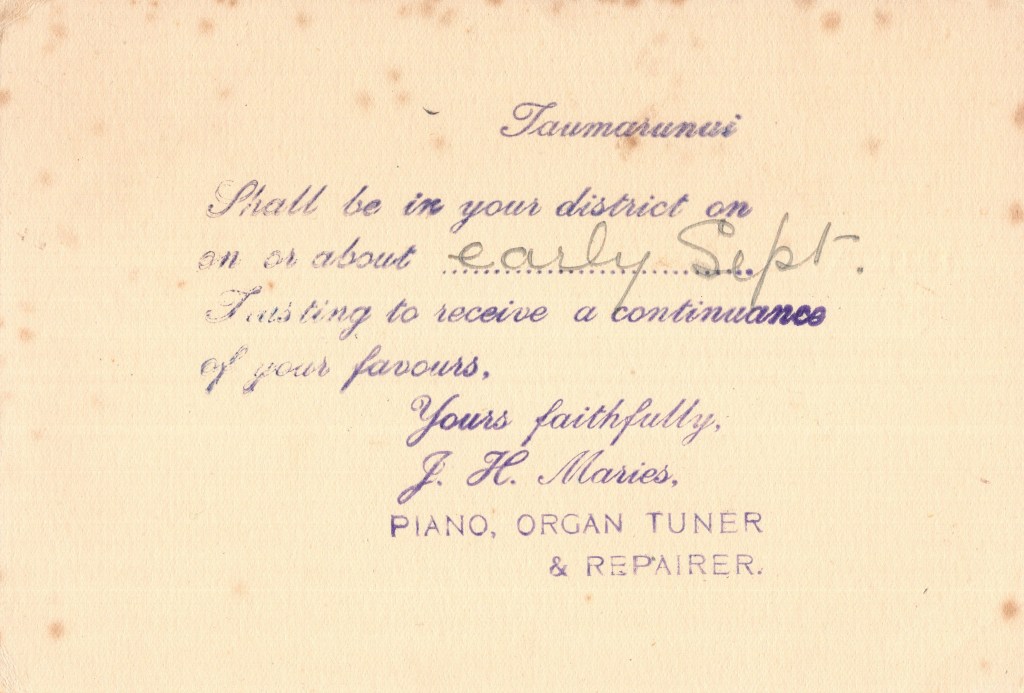 Taumarunui
Shall be in your district on
on or about early Sept.
Trusting to receive a continuance
of your favours,
Yours faithfully,
J. H. Maries,
PIANO, ORGAN TUNER
& REPAIRER.